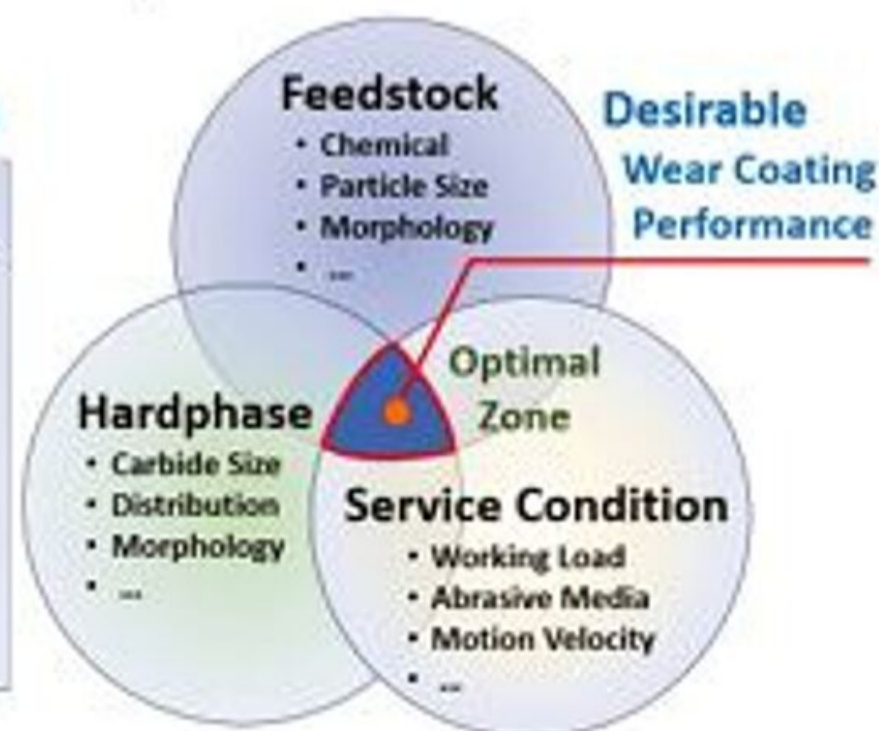 Feedstock
• Chemical
• Particle Size
• Morphology
• ...
Desirable
Wear Coating
Performance
Optimal
Zone
Hardphase
• Carbide Size
• Distribution
• Morphology
• ...
Service Condition
• Working Load
• Abrasive Media
• Motion Velocity
• ...